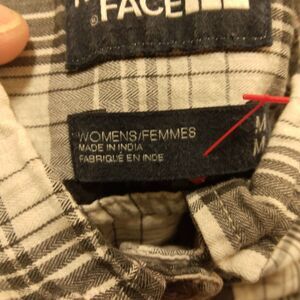 FACE
®
WOMENS/FEMMES
MADE IN INDIA
FABRIQUÉ EN INDE
M
M